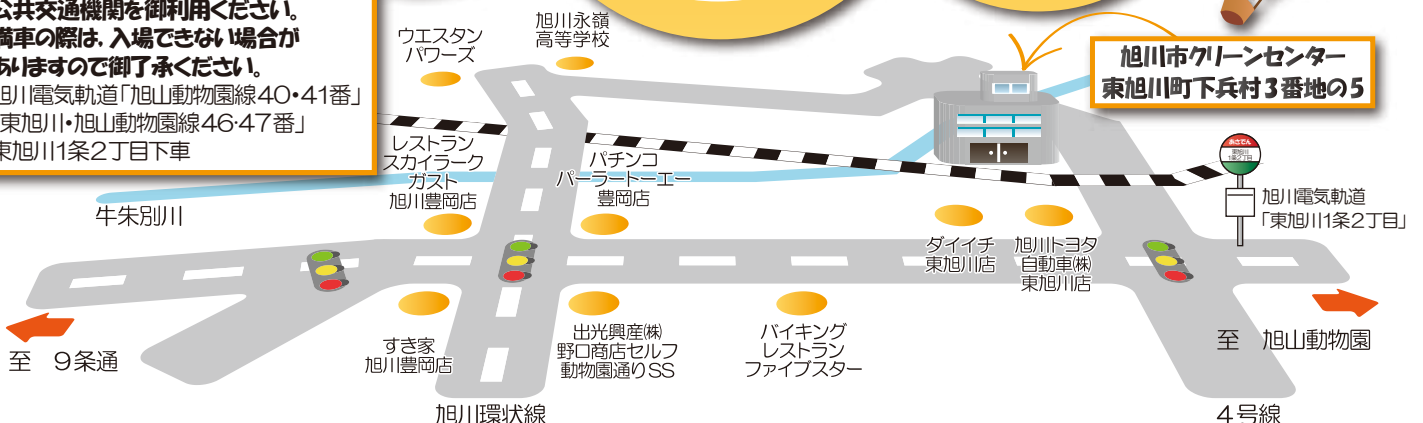 公共交通機関を御利用ください。
満車の際は、入場できない場合が
ありますので御了承ください。
旭川電気軌道「旭山動物園線40・41番」
「東旭川・旭山動物園線46・47番」
東旭川1条2丁目下車
ウエスタン
パワーズ
旭川永嶺
高等学校
旭川市クリーンセンター
東旭川町下兵村3番地の5
レストラン
スカイラーク
ガスト
旭川豊岡店
パチンコ
パーラートーエー
豊岡店
牛朱別川
あさでん
東旭川
1条2丁目
旭川電気軌道
「東旭川1条2丁目」
ダイイチ
東旭川店
旭川トヨタ
自動車㈱
東旭川店
至 9条通
すき家
旭川豊岡店
出光興産㈱
野口商店セルフ
動物園通りSS
バイキング
レストラン
ファイブスター
至 旭山動物園
旭川環状線
4号線